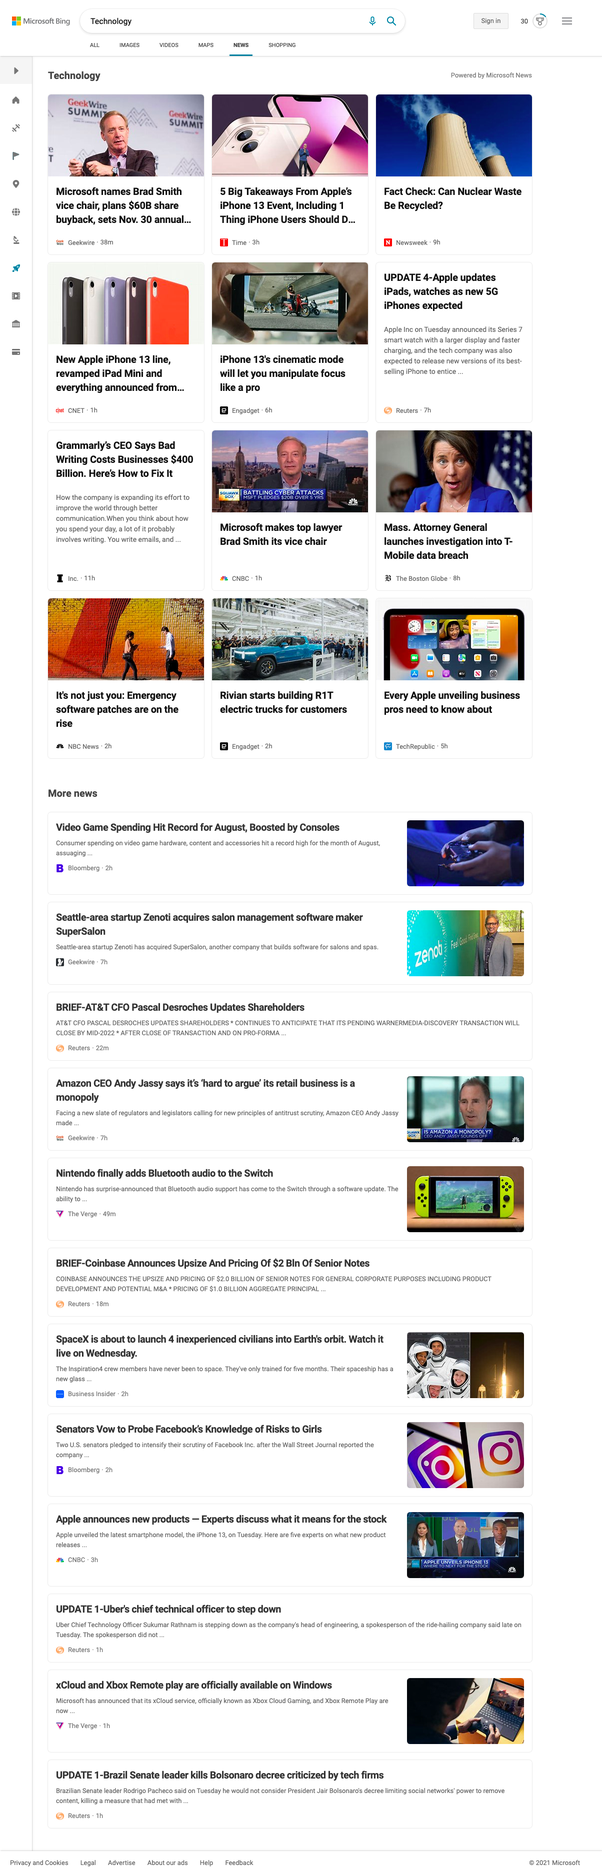 Microsoft Bing
Technology
Sign in
30
ALL
IMAGES
VIDEOS
MAPS
NEWS
SHOPPING
Technology
Powered by Microsoft News
GeekWire
SUMMIT
GeekWire
SUMMIT
Microsoft names Brad Smith
vice chair, plans $60B share
buyback, sets Nov. 30 annual...
Geekwire · 38m
5 Big Takeaways From Apple's
iPhone 13 Event, Including 1
Thing iPhone Users Should D...
Time · 3h
Fact Check: Can Nuclear Waste
Be Recycled?
Newsweek · 9h
New Apple iPhone 13 line,
revamped iPad Mini and
everything announced from...
CNET · 1h
iPhone 13's cinematic mode
will let you manipulate focus
like a pro
Engadget · 6h
UPDATE 4-Apple updates
iPads, watches as new 5G
iPhones expected
Apple Inc on Tuesday announced its Series 7
smart watch with a larger display and faster
charging, and the tech company was also
expected to release new versions of its best-
selling iPhone to entice ...
Reuters · 7h
Grammarly's CEO Says Bad
Writing Costs Businesses $400
Billion. Here's How to Fix It
How the company is expanding its effort to
improve the world through better
communication.When you think about how
you spend your day, a lot of it probably
involves writing. You write emails, and ...
Inc. · 11h
SQUAWK BOX
BATTLING CYBER ATTACKS
MSFT PLEDGES $20B OVER 5 YRS
Microsoft makes top lawyer
Brad Smith its vice chair
CNBC · 1h
Mass. Attorney General
launches investigation into T-
Mobile data breach
The Boston Globe · 8h
It's not just you: Emergency
software patches are on the
rise
NBC News · 2h
Rivian starts building R1T
electric trucks for customers
Engadget · 2h
Every Apple unveiling business
pros need to know about
TechRepublic · 5h
More news
Video Game Spending Hit Record for August, Boosted by Consoles
Consumer spending on video game hardware, content and accessories hit a record high for the month of August,
assuaging ...
Bloomberg · 2h
Seattle-area startup Zenoti acquires salon management software maker
SuperSalon
Seattle-area startup Zenoti has acquired SuperSalon, another company that builds software for salons and spas.
Geekwire · 7h
zenoti
BRIEF-AT&T CFO Pascal Desroches Updates Shareholders
AT&T CFO PASCAL DESROCHES UPDATES SHAREHOLDERS * CONTINUES TO ANTICIPATE THAT ITS PENDING WARNERMEDIA-DISCOVERY TRANSACTION WILL
CLOSE BY MID-2022 * AFTER CLOSE OF TRANSACTION AND ON PRO-FORMA ...
Reuters · 22m
Amazon CEO Andy Jassy says it's 'hard to argue' its retail business is a
monopoly
Facing a new slate of regulators and legislators calling for new principles of antitrust scrutiny, Amazon CEO Andy Jassy
made ...
Geekwire · 7h
IS AMAZON A MONOPOLY?
CEO ANDY JASSY SOUNDS OFF
Nintendo finally adds Bluetooth audio to the Switch
Nintendo has surprise-announced that Bluetooth audio support has come to the Switch through a software update. The
ability to ...
The Verge · 49m
BRIEF-Coinbase Announces Upsize And Pricing Of $2 Bln Of Senior Notes
COINBASE ANNOUNCES THE UPSIZE AND PRICING OF $2.0 BILLION OF SENIOR NOTES FOR GENERAL CORPORATE PURPOSES INCLUDING PRODUCT
DEVELOPMENT AND POTENTIAL M&A * PRICING OF $1.0 BILLION AGGREGATE PRINCIPAL ...
Reuters · 18m
SpaceX is about to launch 4 inexperienced civilians into Earth's orbit. Watch it
live on Wednesday.
The Inspiration4 crew members have never been to space. They've only trained for five months. Their spaceship has a
new glass ...
Business Insider · 2h
Senators Vow to Probe Facebook's Knowledge of Risks to Girls
Two U.S. senators pledged to intensify their scrutiny of Facebook Inc. after the Wall Street Journal reported the
company ...
Bloomberg · 2h
Apple announces new products — Experts discuss what it means for the stock
Apple unveiled the latest smartphone model, the iPhone 13, on Tuesday. Here are five experts on what new product
releases ...
CNBC · 3h
APPLE UNVEILS IPHONE 13
WHERE TO NEXT FOR THE STOCK
UPDATE 1-Uber's chief technical officer to step down
Uber Chief Technology Officer Sukumar Rathnam is stepping down as the company's head of engineering, a spokesperson of the ride-hailing company said late on
Tuesday. The spokesperson did not ...
Reuters · 1h
xCloud and Xbox Remote play are officially available on Windows
Microsoft has announced that its xCloud service, officially known as Xbox Cloud Gaming, and Xbox Remote Play are
now ...
The Verge · 1h
UPDATE 1-Brazil Senate leader kills Bolsonaro decree criticized by tech firms
Brazilian Senate leader Rodrigo Pacheco said on Tuesday he would not consider President Jair Bolsonaro's decree limiting social networks' power to remove
content, killing a measure that had met with ...
Reuters · 1h
Privacy and Cookies
Legal
Advertise
About our ads
Help
Feedback
© 2021 Microsoft